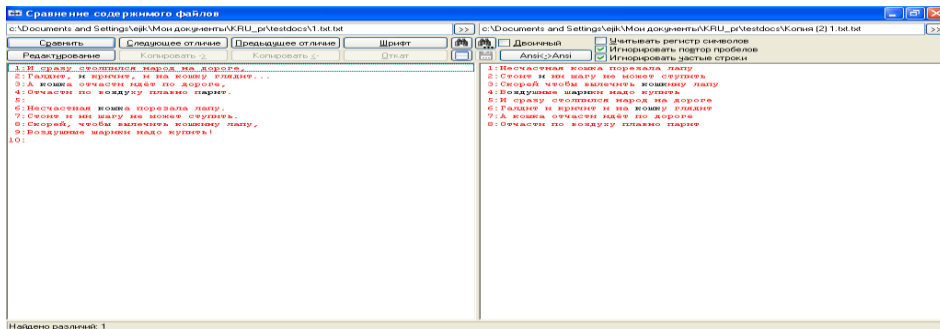 Сравнение содержимого файлов
c:\Documents and Settings\ejik\Мои документы\KRU_pr\testdocs\1.txt.txt >>
c:\Documents and Settings\ejik\Мои документы\KRU_pr\testdocs\Копия (2) 1.txt.txt >>
Сравнить Следующее отличие Предыдущее отличие Шрифт
Редактирование Копировать -> Копировать <- Откат
Двоичный
Ansi<>Ansi
Учитывать регистр символов
Игнорировать повтор пробелов
Игнорировать частые строки
1:И сразу столпился народ на дороге,
2:Галдит, и кричит, и на кошку глядит...
3:А кошка отчасти идёт по дороге,
4:Отчасти по воздуху плавно парит.
5:
6:Несчастная кошка порезала лапу.
7:Стоит и ни шагу не может ступить.
8:Скорей, чтобы вылечить кошкину лапу,
9:Воздушные шарики надо купить!
10:
1:Несчастная кошка порезала лапу
2:Стоит и ни шагу не может ступить
3:Скорей чтобы вылечить кошкину лапу
4:Воздушные шарики надо купить
5:И сразу столпился народ на дороге
6:Галдит и кричит и на кошку глядит
7:А кошка отчасти идёт по дороге
8:Отчасти по воздуху плавно парит
Найдено различий: 1